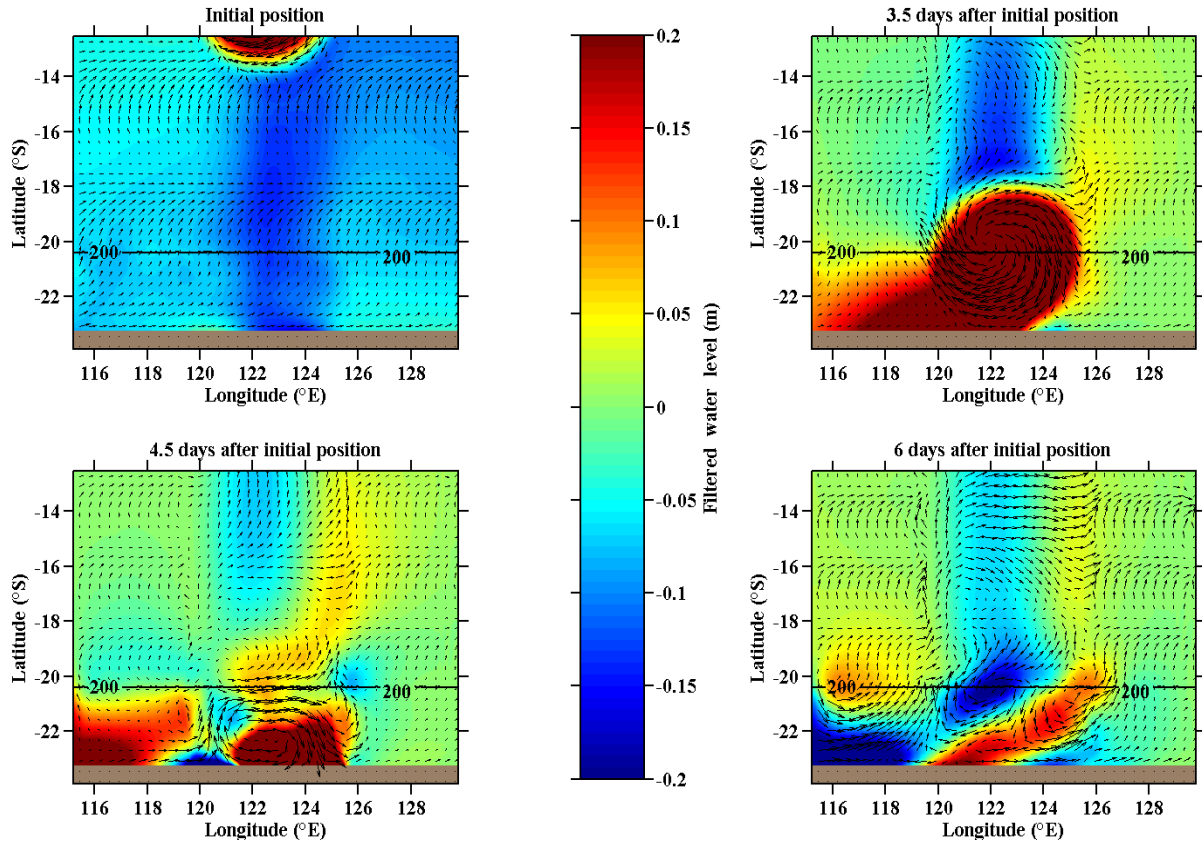 Initial position
-14
-16
-18
-20
-22
Latitude (°S)
200
200
116 118 120 122 124 126 128
Longitude (°E)
0.2
0.15
0.1
0.05
0
-0.05
-0.1
-0.15
-0.2
Filtered water level (m)
3.5 days after initial position
-14
-16
-18
-20
-22
Latitude (°S)
200
200
116 118 120 122 124 126 128
Longitude (°E)
4.5 days after initial position
-14
-16
-18
-20
-22
Latitude (°S)
200
200
116 118 120 122 124 126 128
Longitude (°E)
6 days after initial position
-14
-16
-18
-20
-22
Latitude (°S)
200
200
116 118 120 122 124 126 128
Longitude (°E)